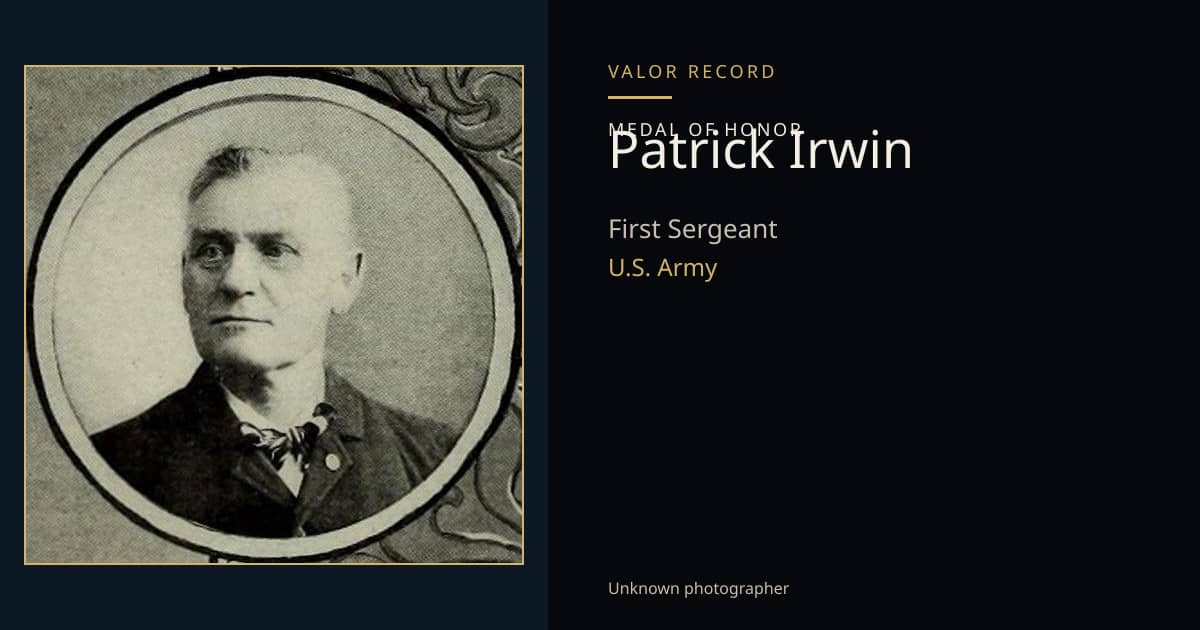 VALOR RECORD
MEDAL OF HONOR
Patrick Irwin
First Sergeant
U.S. Army
Unknown photographer